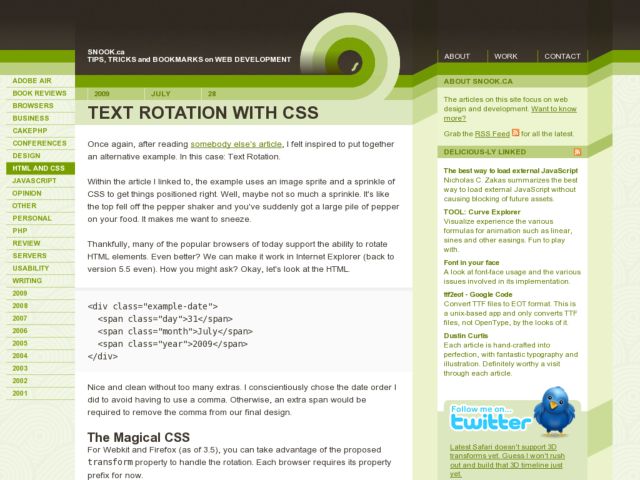 SNOOK.ca
TIPS, TRICKS and BOOKMARKS on WEB DEVELOPMENT
ABOUT
WORK
CONTACT
ADOBE AIR
BOOK REVIEWS
BROWSERS
BUSINESS
CAKEPHP
CONFERENCES
DESIGN
HTML AND CSS
JAVASCRIPT
OPINION
OTHER
PERSONAL
PHP
REVIEW
SERVERS
USABILITY
WRITING
2009
2008
2007
2006
2005
2004
2003
2002
2001
2009
JULY
28
TEXT ROTATION WITH CSS
Once again, after reading somebody else's article, I felt inspired to put together
an alternative example. In this case: Text Rotation.
Within the article I linked to, the example uses an image sprite and a sprinkle of
CSS to get things positioned right. Well, maybe not so much a sprinkle. It's like
the top fell off the pepper shaker and you've suddenly got a large pile of pepper
on your food. It makes me want to sneeze.
Thankfully, many of the popular browsers of today support the ability to rotate
HTML elements. Even better? We can make it work in Internet Explorer (back to
version 5.5 even). How you might ask? Okay, let's look at the HTML.
<div class="example-date">
<span class="day">31</span>
<span class="month">July</span>
<span class="year">2009</span>
</div>
Nice and clean without too many extras. I conscientiously chose the date order I
did to avoid having to use a comma. Otherwise, an extra span would be
required to remove the comma from our final design.
The Magical CSS
For Webkit and Firefox (as of 3.5), you can take advantage of the proposed
transform property to handle the rotation. Each browser requires its property
prefix for now.
ABOUT SNOOK.CA
The articles on this site focus on web
design and development. Want to know
more?
Grab the RSS Feed for all the latest.
DELICIOUS-LY LINKED
The best way to load external JavaScript
Nicholas C. Zakas summarizes the best
way to load external JavaScript without
causing blocking of future assets.
TOOL: Curve Explorer
Visualize experience the various
formulas for animation such as linear,
sines and other easings. Fun to play
with.
Font in your face
A look at font-face usage and the various
issues involved in its implementation.
ttf2eot - Google Code
Convert TTF files to EOT format. This is
a unix-based app and only converts TTF
files, not OpenType, by the looks of it.
Dustin Curtis
Each article is hand-crafted into
perfection, with fantastic typography and
illustration. Definitely worthy a visit
through each article.
Follow me on...
twitter
Latest Safari doesn't support 3D
transforms yet. Guess I won't rush
out and build that 3D timeline just
yet.